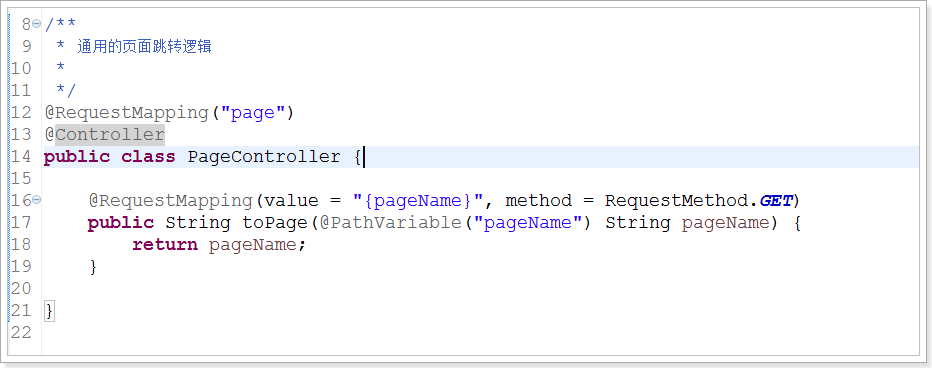 8 /**
9  * 通用的页面跳转逻辑
10  *
11  */
12 @RequestMapping("page")
13 @Controller
14 public class PageController {
15
16     @RequestMapping(value = "{pageName}", method = RequestMethod.GET)
17     public String toPage(@PathVariable("pageName") String pageName) {
18         return pageName;
19     }
20
21 }
22